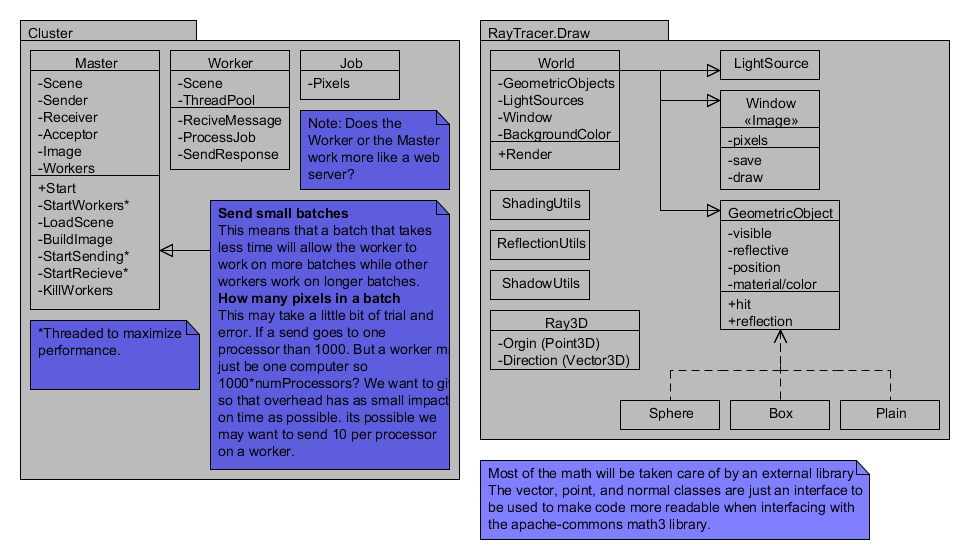 Cluster
Master
-Scene
-Sender
-Receiver
-Acceptor
-Image
-Workers
+Start
-StartWorkers*
-LoadScene
-BuildImage
-StartSending*
-StartRecieve*
-KillWorkers
Worker
-Scene
-ThreadPool
-ReciveMessage
-ProcessJob
-SendResponse
Job
-Pixels
Note: Does the
Worker or the Master
work more like a web
server?
Send small batches
This means that a batch that takes
less time will allow the worker to
work on more batches while other
workers work on longer batches.
How many pixels in a batch
This may take a little bit of trial and
error. If a send goes to one
processor than 1000. But a worker m
just be one computer so
1000*numProcessors? We want to gi
so that overhead has as small impact
on time as possible. its possible we
may want to send 10 per processor
on a worker.
*Threaded to maximize
performance.
RayTracer.Draw
World
-GeometricObjects
-LightSources
-Window
-BackgroundColor
+Render
LightSource
Window
«Image»
-pixels
-save
-draw
GeometricObject
-visible
-reflective
-position
-material/color
+hit
+reflection
ShadingUtils
ReflectionUtils
ShadowUtils
Ray3D
-Orgin (Point3D)
-Direction (Vector3D)
Sphere
Box
Plain
Most of the math will be taken care of by an external library
The vector, point, and normal classes are just an interface to
be used to make code more readable when interfacing with
the apache-commons math3 library.